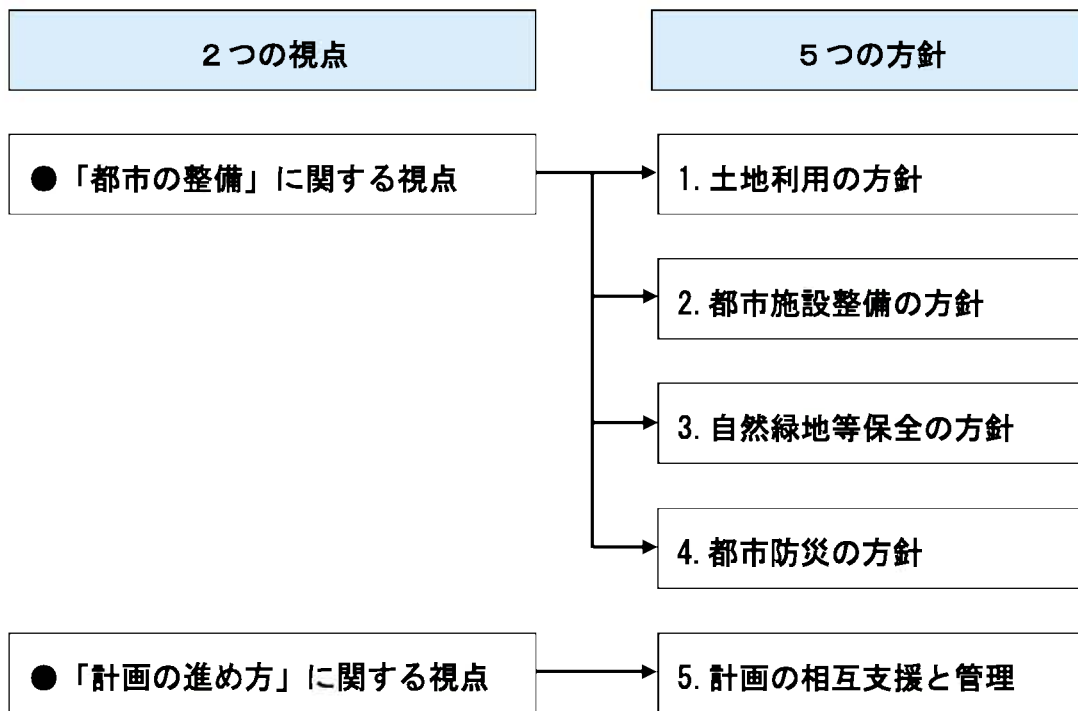 ２つの視点
５つの方針
●「都市の整備」に関する視点
1. 土地利用の方針
2. 都市施設整備の方針
3. 自然緑地等保全の方針
4. 都市防災の方針
●「計画の進め方」に関する視点
5. 計画の相互支援と管理